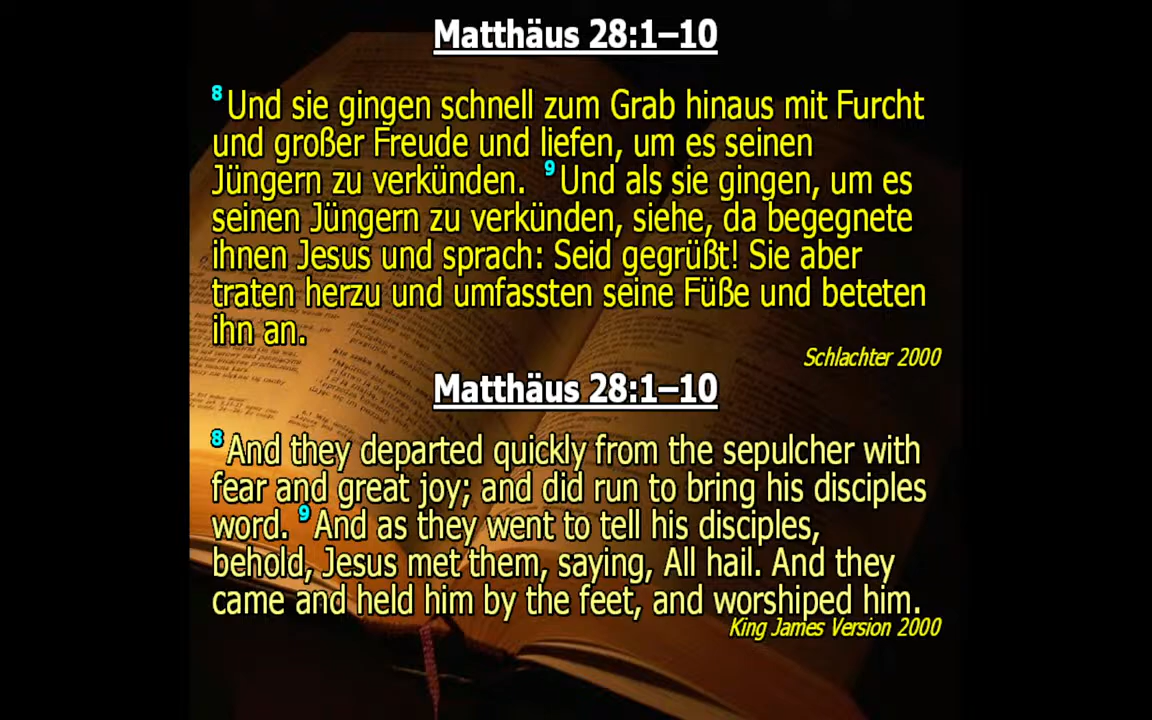 Matthäus 28:1–10
8 Und sie gingen schnell zum Grab hinaus mit Furcht
und großer Freude und liefen, um es seinen
Jüngern zu verkünden. 9 Und als sie gingen, um es
seinen Jüngern zu verkünden, siehe, da begegnete
ihnen Jesus und sprach: Seid gegrüßt! Sie aber
traten herzu und umfassten seine Füße und beteten
ihn an.
Schlachter 2000
Matthäus 28:1–10
8 And they departed quickly from the sepulcher with
fear and great joy; and did run to bring his disciples
word. 9 And as they went to tell his disciples,
behold, Jesus met them, saying, All hail. And they
came and held him by the feet, and worshiped him.
King James Version 2000